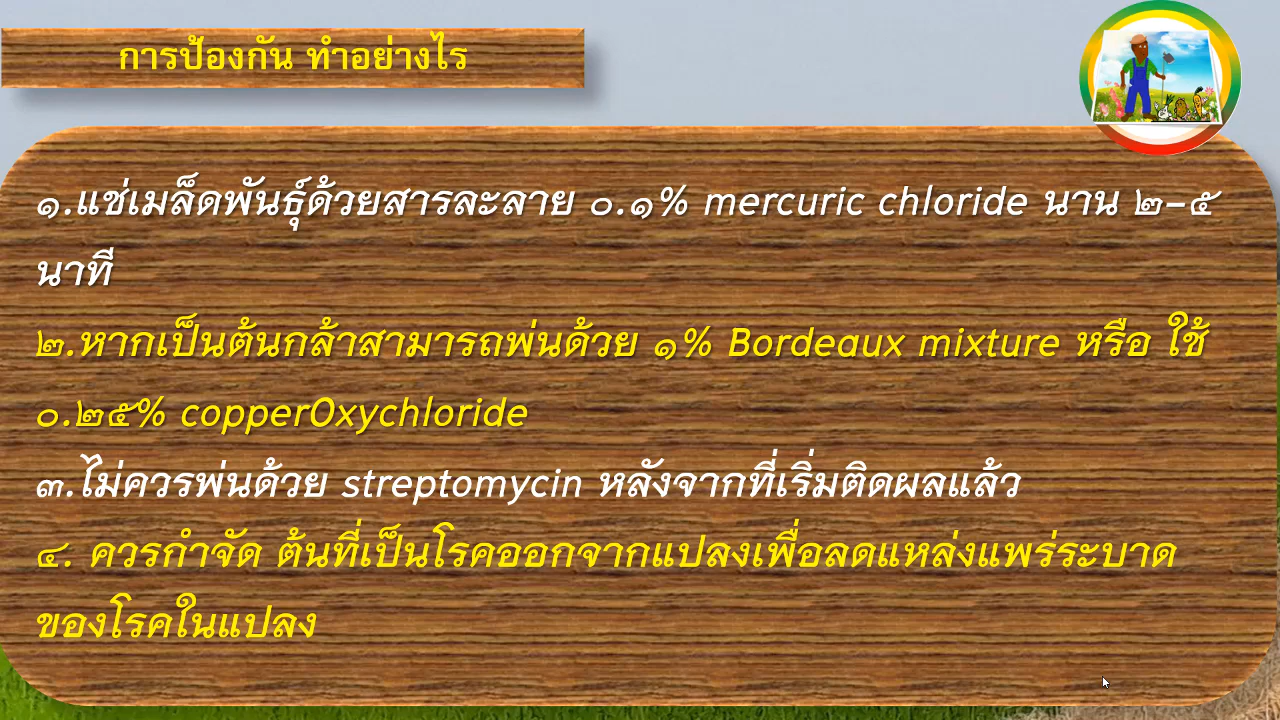 การป้องกัน ทำอย่างไร
๑.แช่เมล็ดพันธุ์ด้วยสารละลาย ๐.๑% mercuric chloride นาน ๒-๕
นาที
๒.หากเป็นต้นกล้าสามารถพ่นด้วย ๑% Bordeaux mixture หรือ ใช้
๐.๒๕% copperOxychloride
๓.ไม่ควรพ่นด้วย streptomycin หลังจากที่เริ่มติดผลแล้ว
๔. ควรกำจัด ต้นที่เป็นโรคออกจากแปลงเพื่อลดแหล่งแพร่ระบาด
ของโรคในแปลง